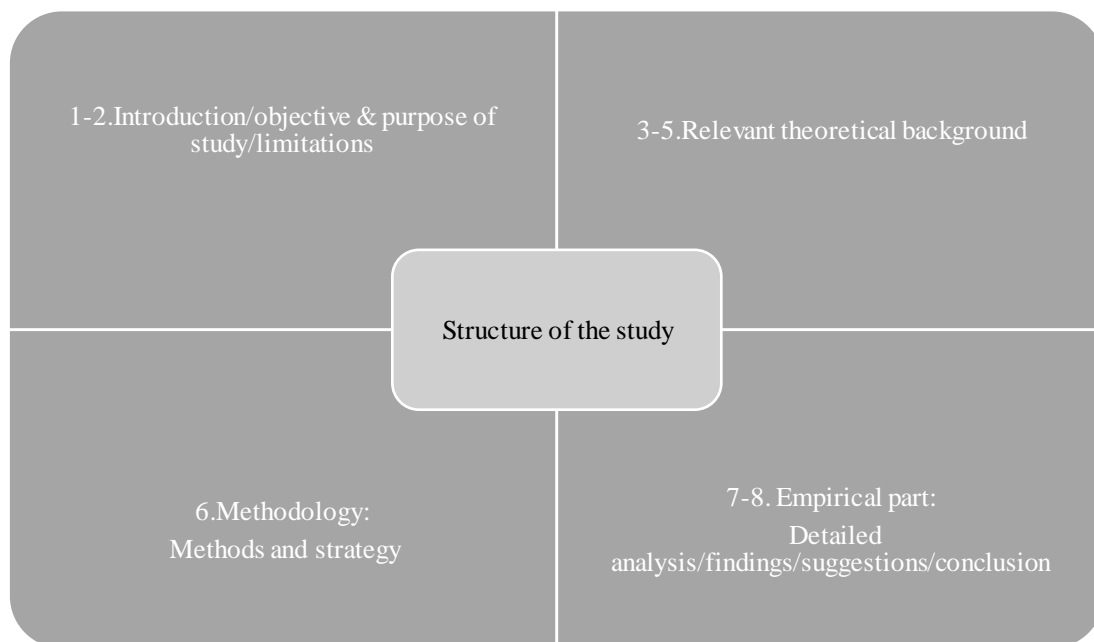 1-2.Introduction/objective & purpose of
study/limitations
3-5.Relevant theoretical background
Structure of the study
6.Methodology:
Methods and strategy
7-8. Empirical part:
Detailed
analysis/findings/suggestions/conclusion